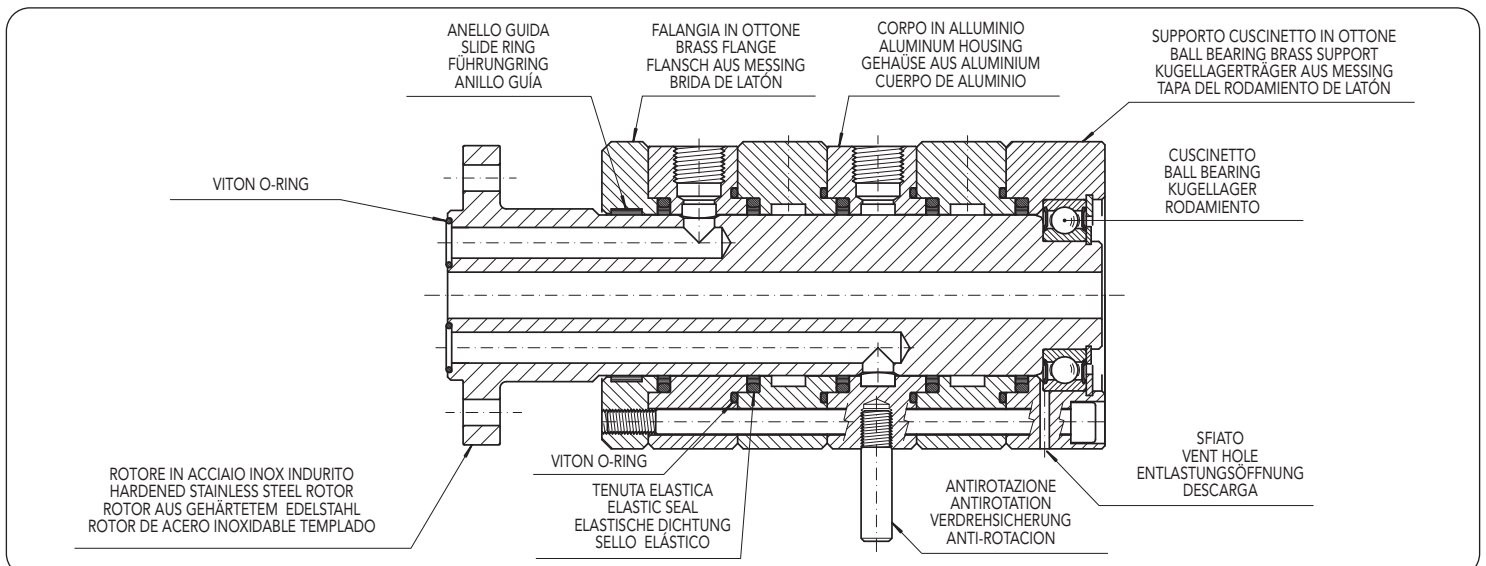 ANELLO GUIDA
SLIDE RING
FÜHRUNGRING
ANILLO GUÍA
FALANGIA IN OTTONE
BRASS FLANGE
FLANSCH AUS MESSING
BRIDA DE LATÓN
CORPO IN ALLUMINIO
ALUMINUM HOUSING
GEHAÜSE AUS ALUMINIUM
CUERPO DE ALUMINIO
SUPPORTO CUSCINETTO IN OTTONE
BALL BEARING BRASS SUPPORT
KUGELLAGERTRÄGER AUS MESSING
TAPA DEL RODAMIENTO DE LATÓN
CUSCINETTO
BALL BEARING
KUGELLAGER
RODAMIENTO
VITON O-RING
ROTORE IN ACCIAIO INOX INDURITO
HARDENED STAINLESS STEEL ROTOR
ROTOR AUS GEHÄRTETEM EDELSTAHL
ROTOR DE ACERO INOXIDABLE TEMPLADO
VITON O-RING
TENUTA ELASTICA
ELASTIC SEAL
ELASTISCHE DICHTUNG
SELLO ELÁSTICO
ANTIROTAZIONE
ANTIROTATION
VERDREHSICHERUNG
ANTI-ROTACION
SFIATO
VENT HOLE
ENTLASTUNGSÖFFNUNG
DESCARGA